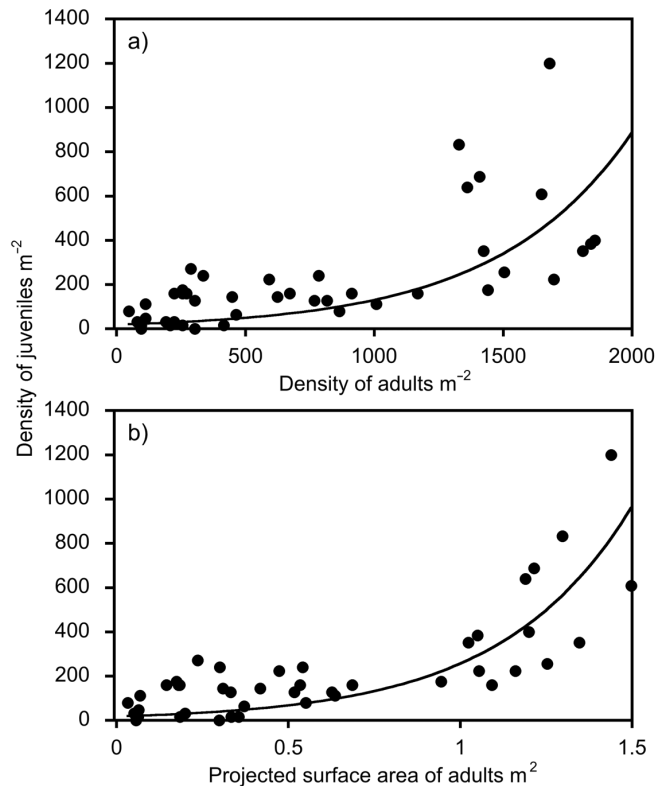 a)
1400
1200
1000
800
600
400
200
0
0 500 1000 1500 2000
Density of adults m⁻²
Density of juveniles m⁻²
b)
1400
1200
1000
800
600
400
200
0
0 0.5 1 1.5
Projected surface area of adults m²